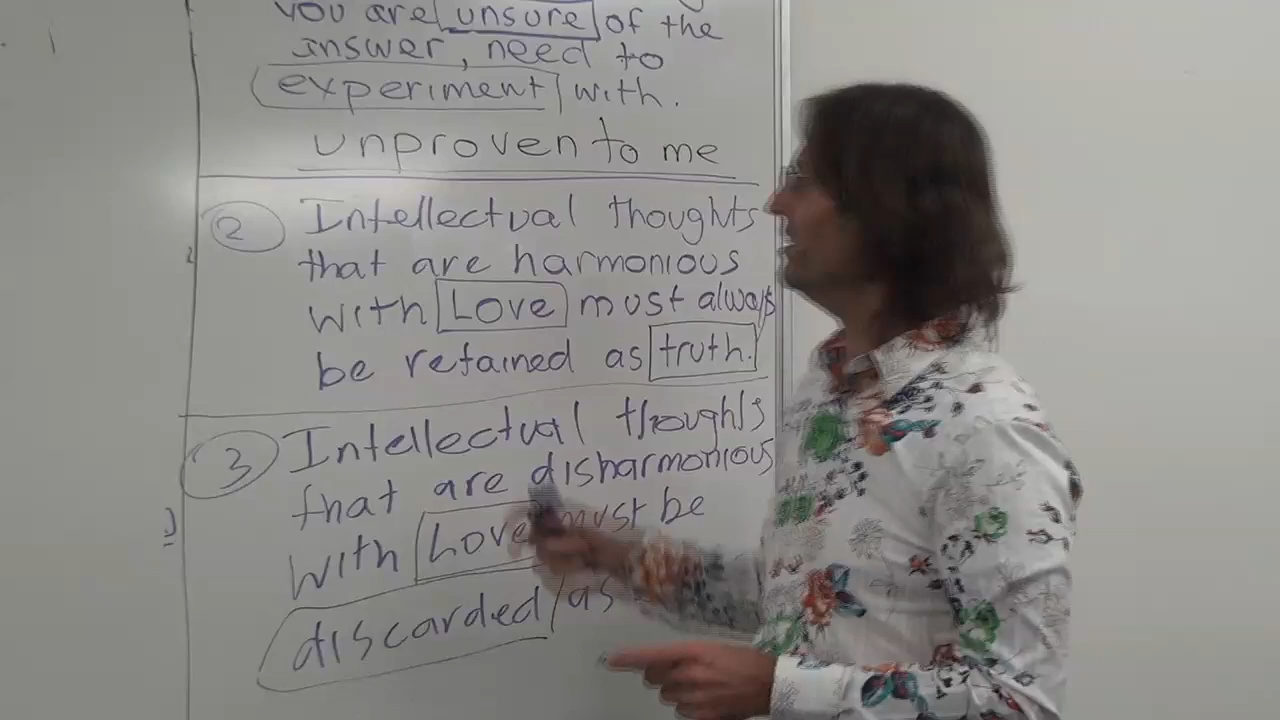 you are unsure of the
answer, need to
experiment with.
unproven to me
2 Intellectual thoughts
that are harmonious
with Love must always
be retained as truth.
3 Intellectual thoughts
that are disharmonious
with Love must be
discarded as